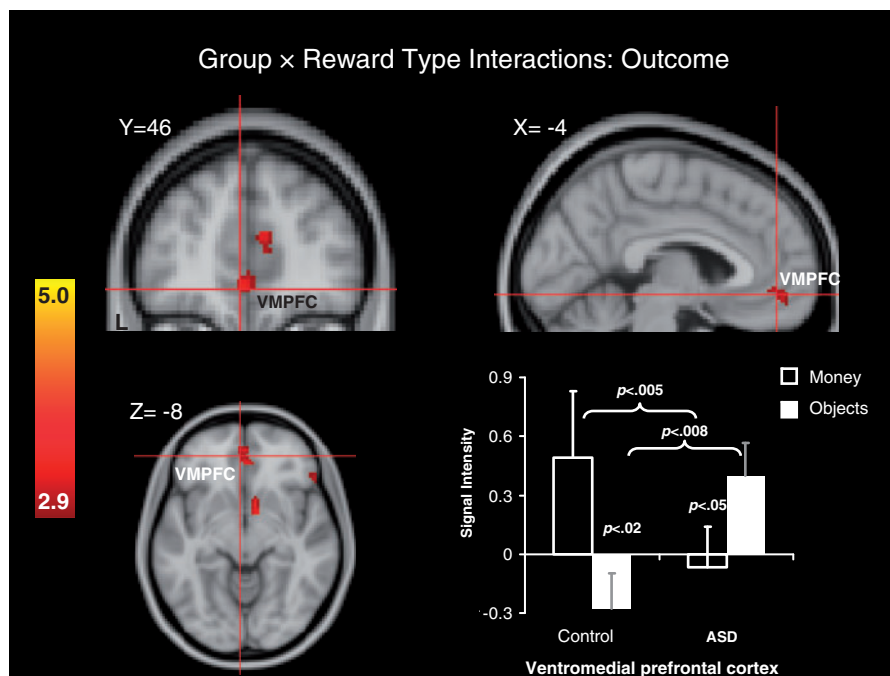 Group × Reward Type Interactions: Outcome
Y=46
X= -4
VMPFC
VMPFC
L
5.0
2.9
Z= -8
VMPFC
0.9
0.6
0.3
0
-0.3
Signal Intensity
p<.005
p<.008
p<.02
p<.05
Money
Objects
Control
ASD
Ventromedial prefrontal cortex